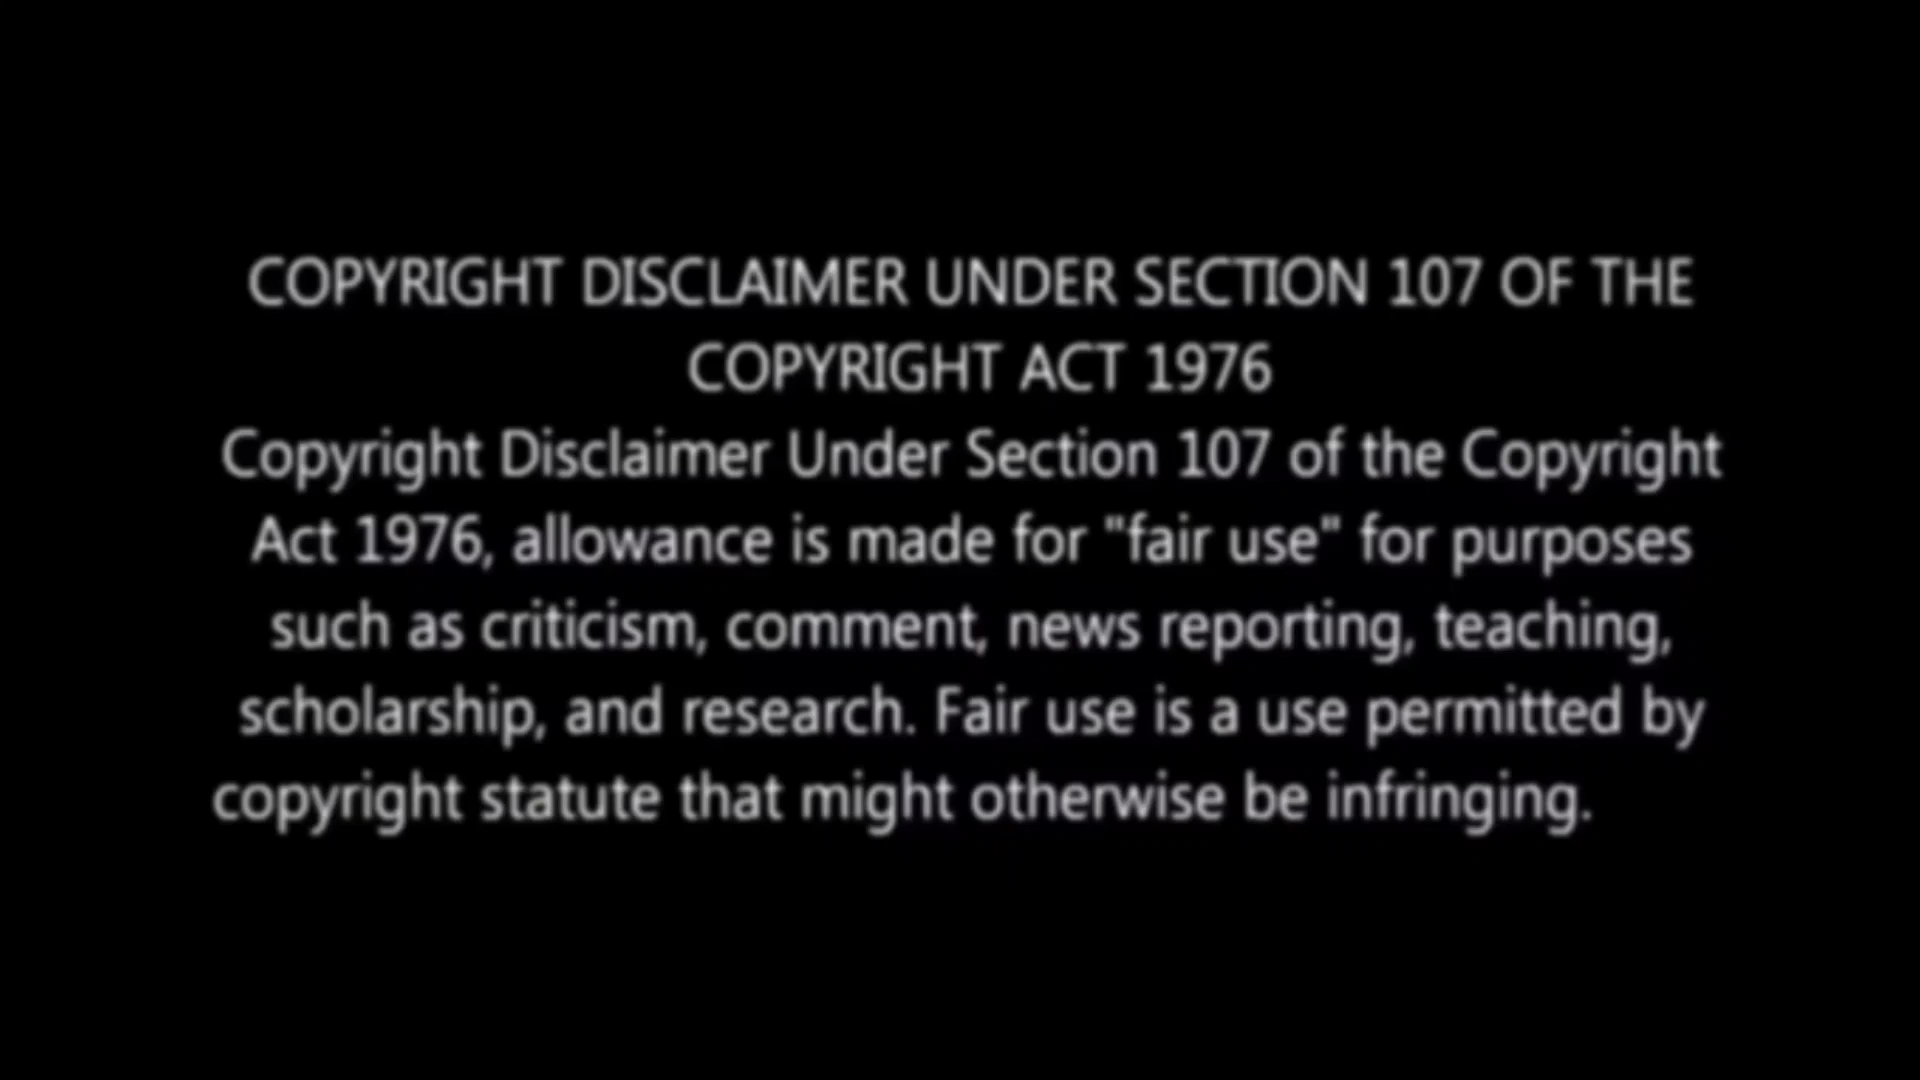 COPYRIGHT DISCLAIMER UNDER SECTION 107 OF THE
COPYRIGHT ACT 1976
Copyright Disclaimer Under Section 107 of the Copyright
Act 1976, allowance is made for "fair use" for purposes
such as criticism, comment, news reporting, teaching,
scholarship, and research. Fair use is a use permitted by
copyright statute that might otherwise be infringing.